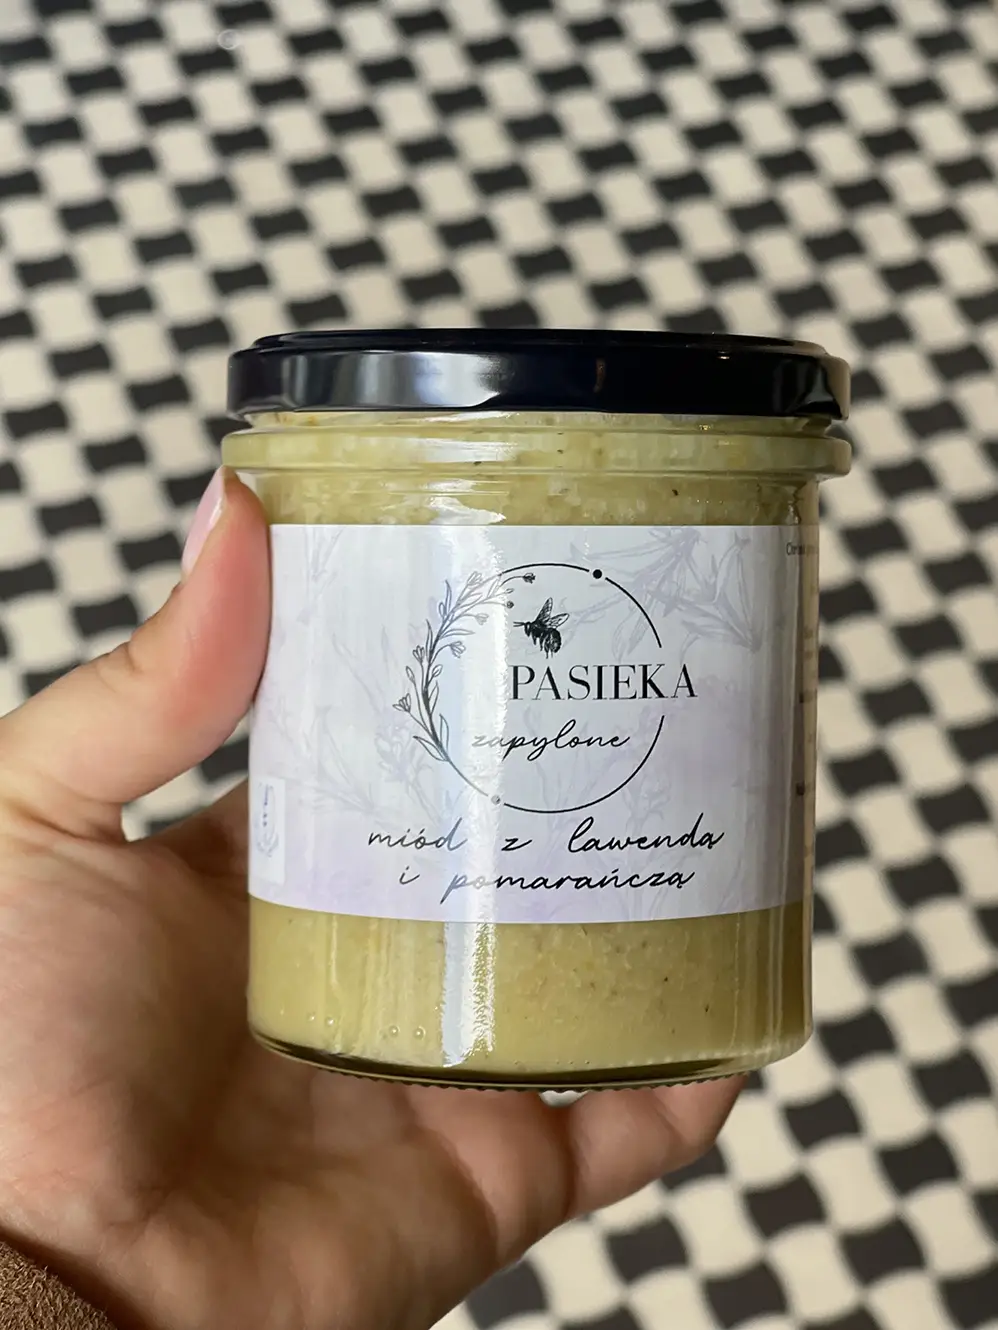 PASIEKA
zapylone
miód z lawendą
i pomarańczą